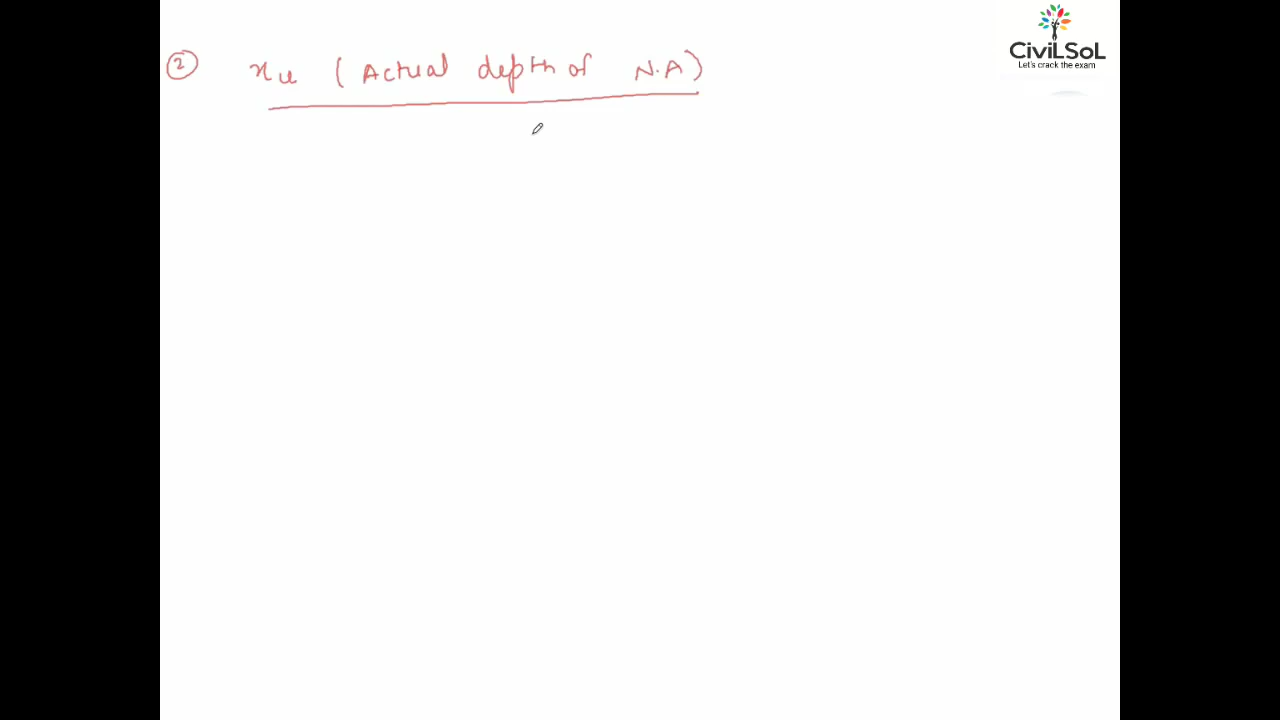 CiviLSoL
Let's crack the exam
② xu (Actual depth of N.A)